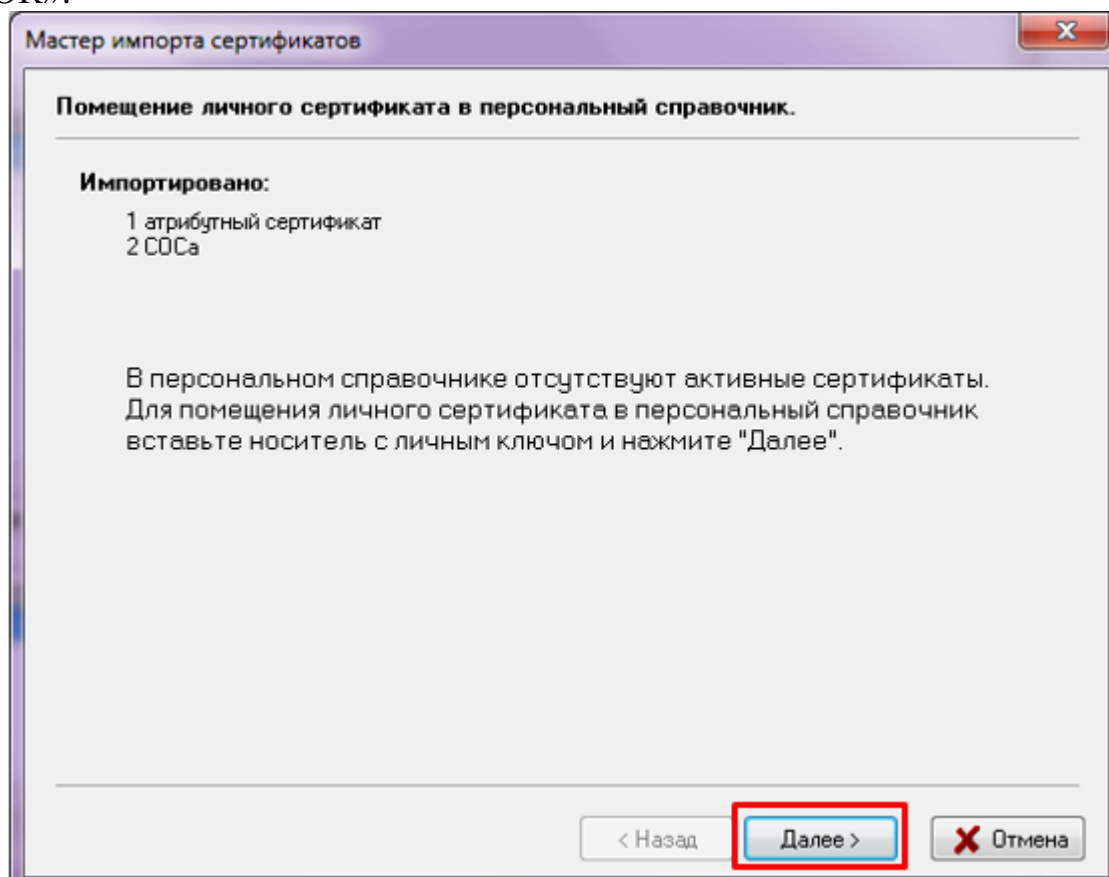 ОК».
Мастер импорта сертификатов
Помещение личного сертификата в персональный справочник.
Импортировано:
1 атрибутный сертификат
2 СОСа
В персональном справочнике отсутствуют активные сертификаты.
Для помещения личного сертификата в персональный справочник
вставьте носитель с личным ключом и нажмите "Далее".
< Назад
Далее >
Отмена